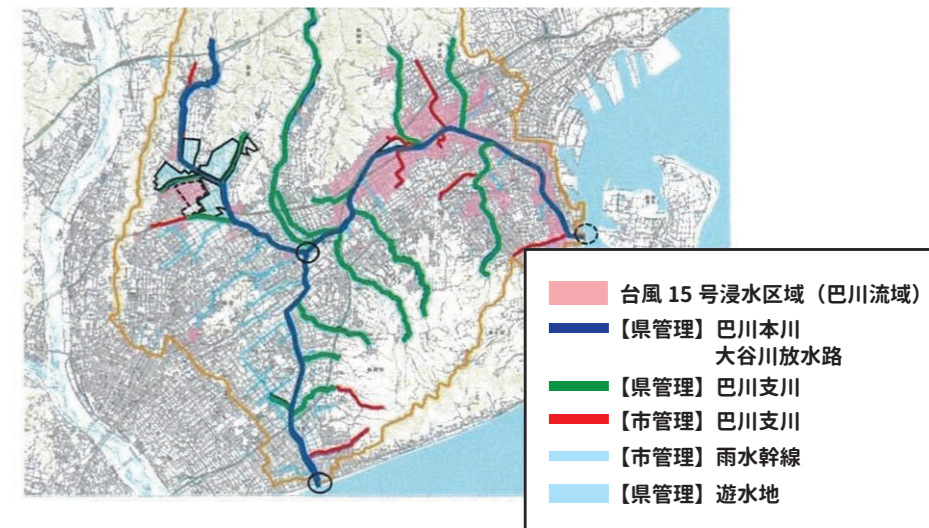 台風 15 号浸水区域（巴川流域）
【県管理】巴川本川
大谷川放水路
【県管理】巴川支川
【市管理】巴川支川
【市管理】雨水幹線
【県管理】遊水地